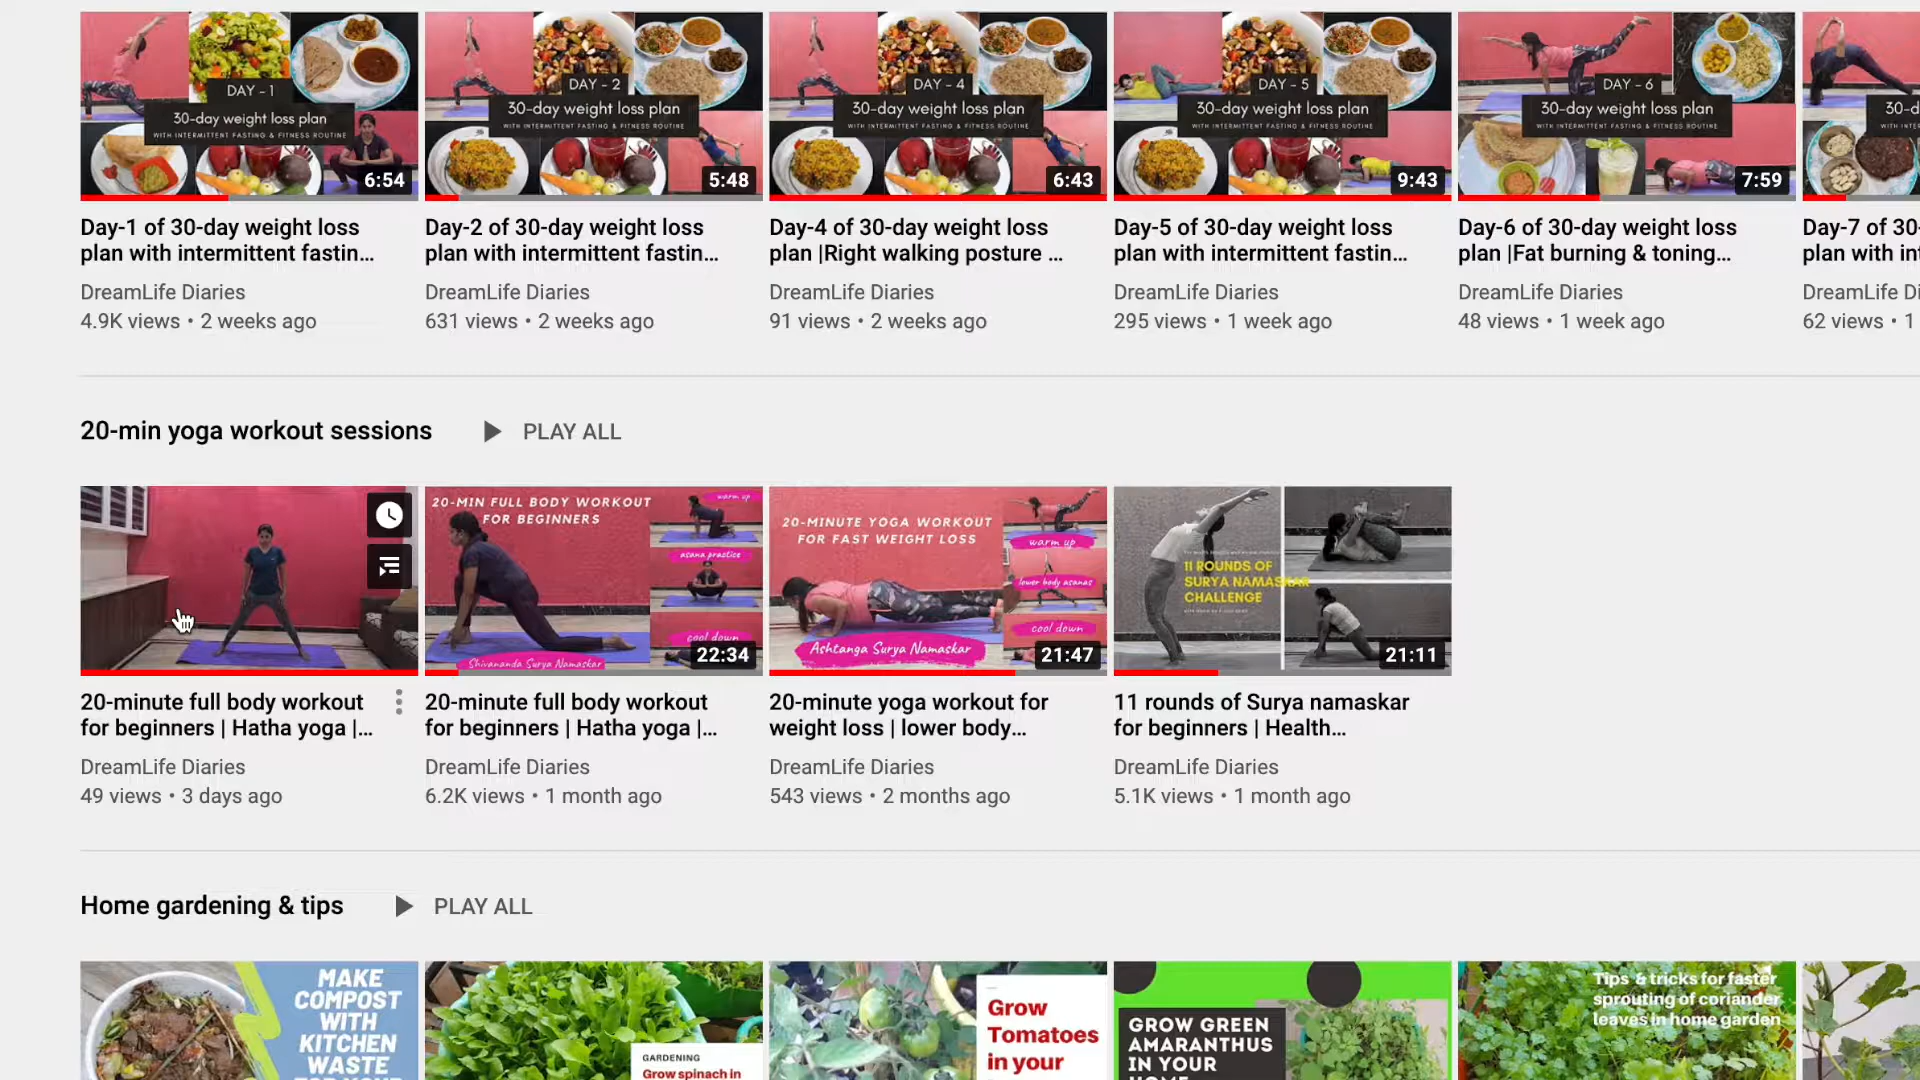 DAY - 1
30-day weight loss plan
WITH INTERMITTENT FASTING & FITNESS ROUTINE
6:54
DAY - 2
30-day weight loss plan
WITH INTERMITTENT FASTING & FITNESS ROUTINE
5:48
DAY - 4
30-day weight loss plan
WITH INTERMITTENT FASTING & FITNESS ROUTINE
6:43
DAY - 5
30-day weight loss plan
WITH INTERMITTENT FASTING & FITNESS ROUTINE
9:43
DAY - 6
30-day weight loss plan
WITH INTERMITTENT FASTING & FITNESS ROUTINE
7:59
Day-1 of 30-day weight loss
plan with intermittent fastin...
DreamLife Diaries
4.9K views • 2 weeks ago
Day-2 of 30-day weight loss
plan with intermittent fastin...
DreamLife Diaries
631 views • 2 weeks ago
Day-4 of 30-day weight loss
plan |Right walking posture ...
DreamLife Diaries
91 views • 2 weeks ago
Day-5 of 30-day weight loss
plan with intermittent fastin...
DreamLife Diaries
295 views • 1 week ago
Day-6 of 30-day weight loss
plan |Fat burning & toning...
DreamLife Diaries
48 views • 1 week ago
Day-7 of 30-
plan with int
DreamLife Di
62 views • 1
20-min yoga workout sessions
PLAY ALL
20-MIN FULL BODY WORKOUT
FOR BEGINNERS
warm up
asana practice
cool down
Shivananda Surya Namaskar
22:34
20-MINUTE YOGA WORKOUT
FOR FAST WEIGHT LOSS
warm up
lower body asanas
cool down
Ashtanga Surya Namaskar
21:47
11 ROUNDS OF
SURYA NAMASKAR
CHALLENGE
21:11
20-minute full body workout
for beginners | Hatha yoga |...
DreamLife Diaries
49 views • 3 days ago
20-minute full body workout
for beginners | Hatha yoga |...
DreamLife Diaries
6.2K views • 1 month ago
20-minute yoga workout for
weight loss | lower body...
DreamLife Diaries
543 views • 2 months ago
11 rounds of Surya namaskar
for beginners | Health...
DreamLife Diaries
5.1K views • 1 month ago
Home gardening & tips
PLAY ALL
MAKE
COMPOST
WITH
KITCHEN
WASTE
GARDENING
Grow spinach in
Grow
Tomatoes
in your
GROW GREEN
AMARANTHUS
IN YOUR
HOME
Tips & tricks for faster
sprouting of coriander
leaves in home garden